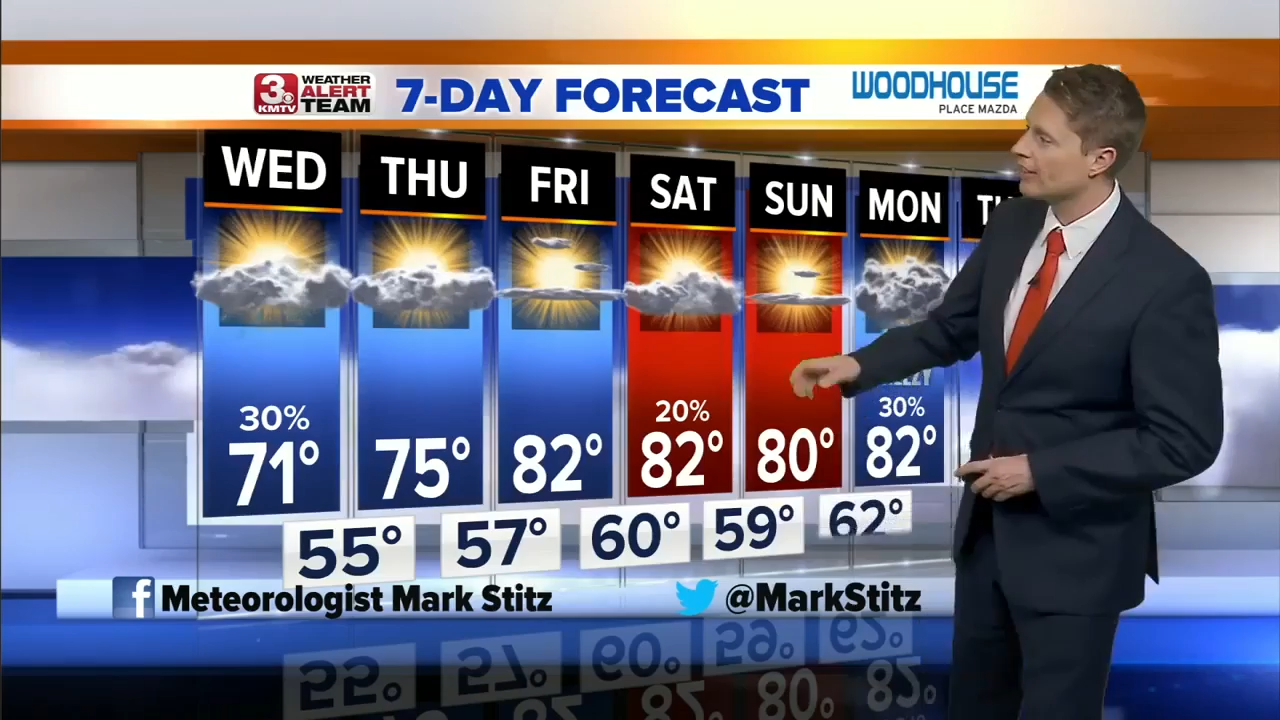 3 KMTV
WEATHER ALERT TEAM
7-DAY FORECAST
WOODHOUSE
PLACE MAZDA
WED THU FRI SAT SUN MON
30% 20% 30%
71° 75° 82° 82° 80° 82°
55° 57° 60° 59° 62°
f Meteorologist Mark Stitz
@MarkStitz